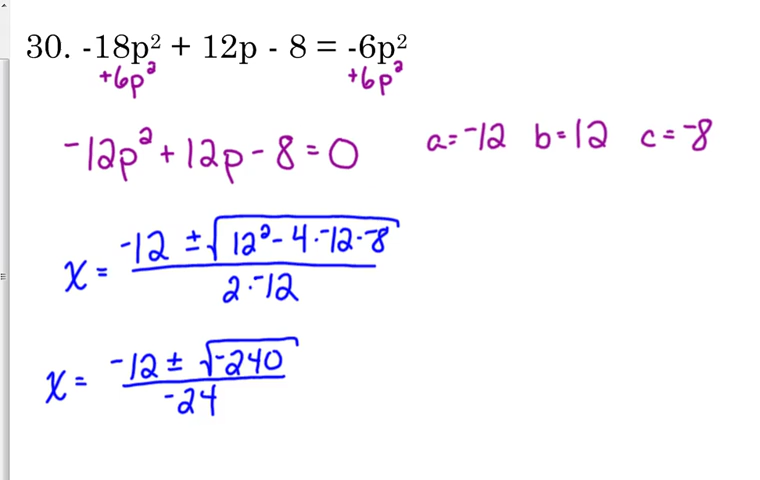 30. -18p² + 12p - 8 = -6p²
+6p² +6p²
-12p² + 12p - 8 = 0 a = -12 b = 12 c = -8
x = (-12 ± √(12² - 4 · -12 · -8)) / (2 · -12)
x = (-12 ± √(-240)) / (-24)